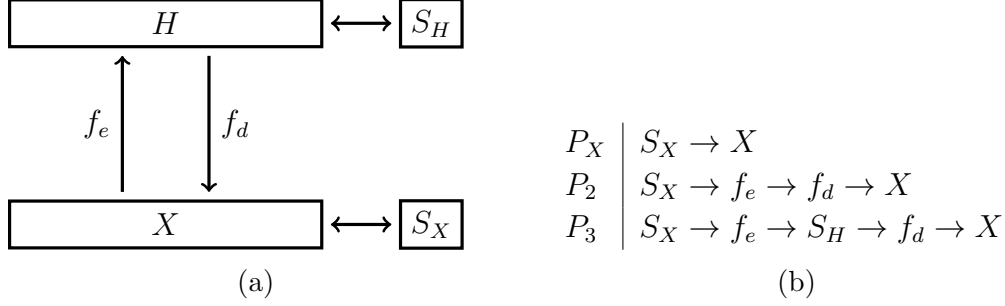 H S_H
f_e f_d
X S_X
(a)
P_X | S_X → X
P_2 | S_X → f_e → f_d → X
P_3 | S_X → f_e → S_H → f_d → X
(b)